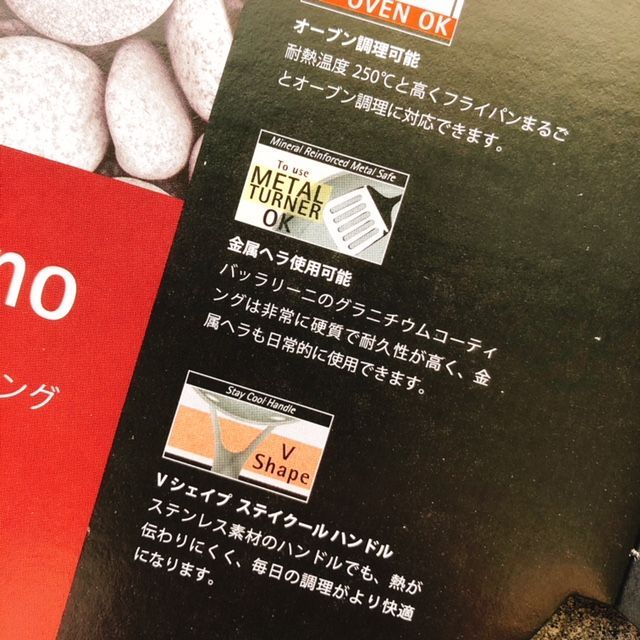 OVEN OK
オーブン調理可能
耐熱温度 250℃と高くフライパンまるご
とオーブン調理に対応できます。
Mineral Reinforced Metal Safe
To use
METAL
TURNER
OK
金属ヘラ使用可能
バッラリーニのグラニチウムコーティ
ングは非常に硬質で耐久性が高く、金
属ヘラも日常的に使用できます。
Stay Cool Handle
V
Shape
V シェイプ ステイクール ハンドル
ステンレス素材のハンドルでも、熱が
伝わりにくく、毎日の調理がより快適
になります。
no
ング